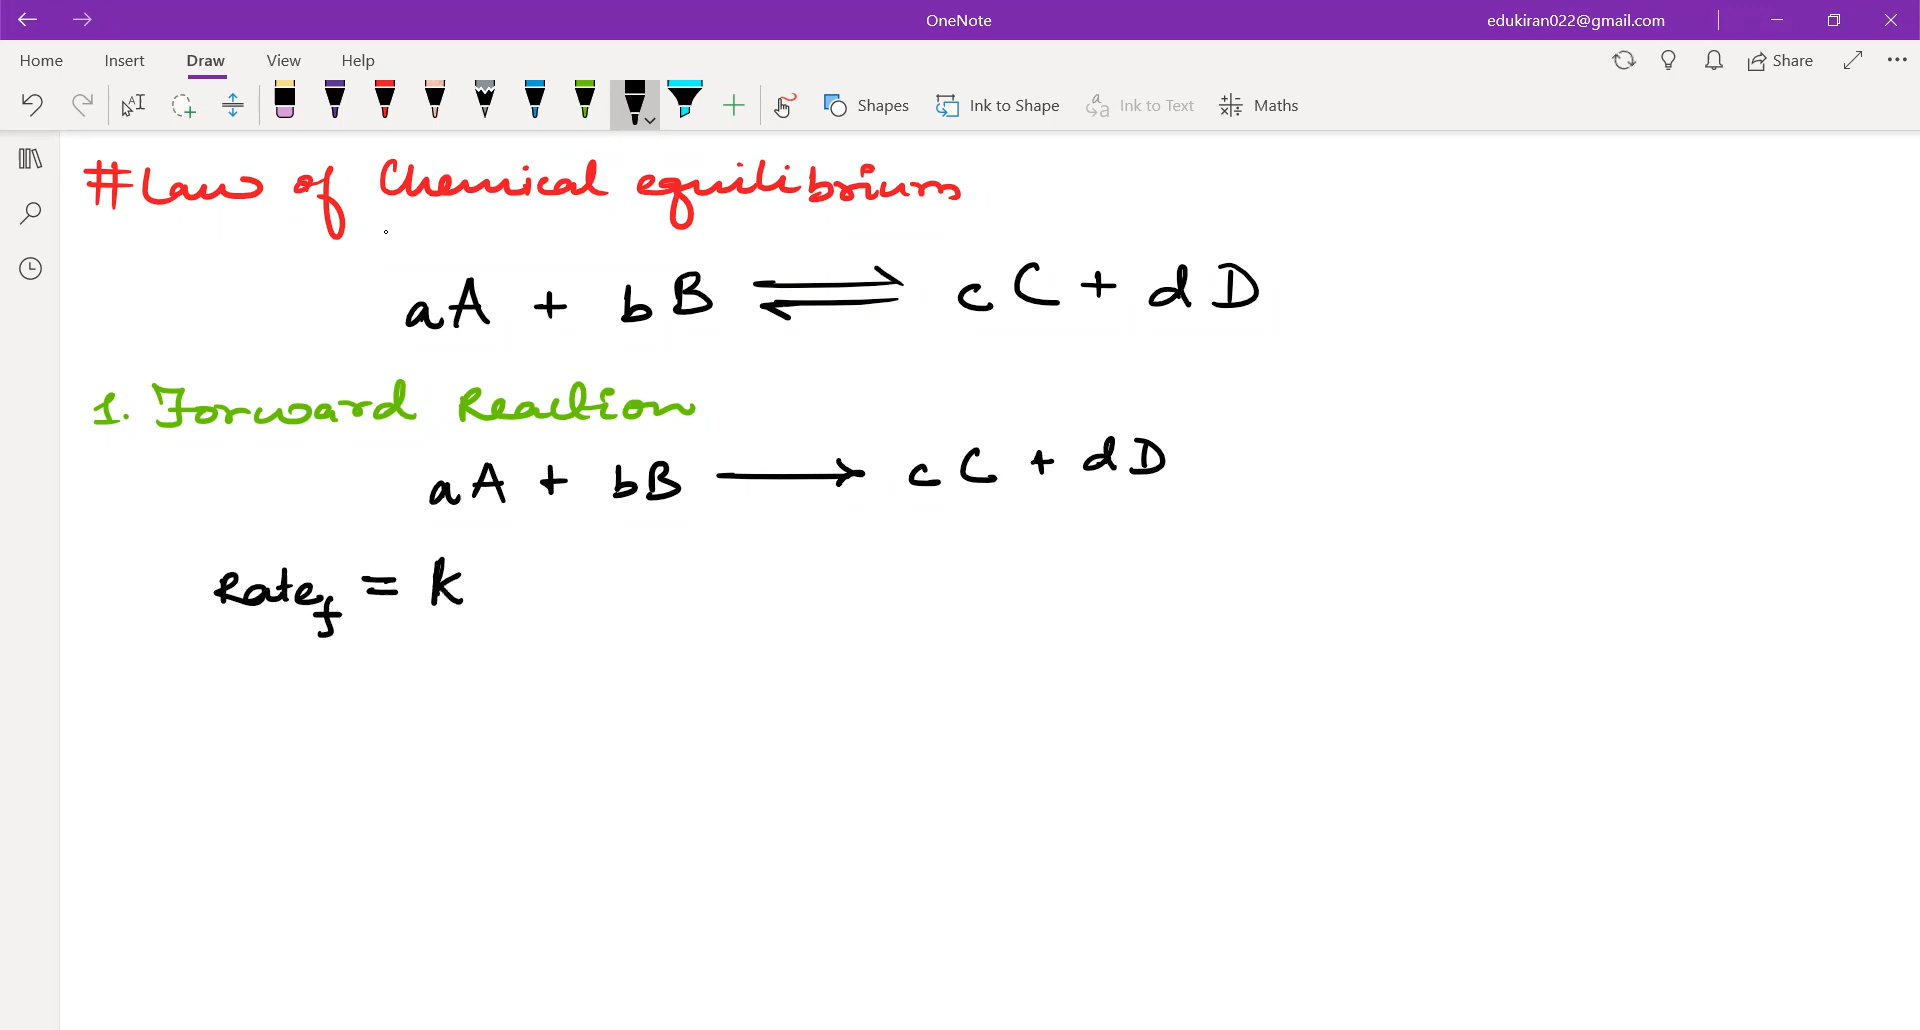 OneNote
edukiran022@gmail.com
Home Insert Draw View Help
Share
Shapes Ink to Shape Ink to Text Maths
#Law of Chemical equilibrium
aA + bB ⇌ cC + dD
1. Forward Reaction
aA + bB ⟶ cC + dD
Rate_f = k